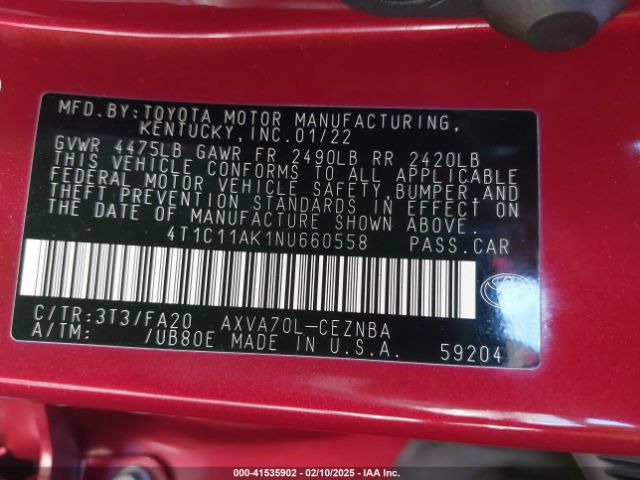 MFD.BY:TOYOTA MOTOR MANUFACTURING,
KENTUCKY,INC.01/22
GVWR 4475LB GAWR FR 2490LB RR 2420LB
THIS VEHICLE CONFORMS TO ALL APPLICABLE
FEDERAL MOTOR VEHICLE SAFETY,BUMPER,AND
THEFT PREVENTION STANDARDS IN EFFECT ON
THE DATE OF MANUFACTURE SHOWN ABOVE.
4T1C11AK1NU660558 PASS.CAR
C/TR:3T3/FA20 AXVA70L-CEZNBA
A/TM: /UB80E MADE IN U.S.A. 59204
000-41535902 - 02/10/2025 - IAA Inc.